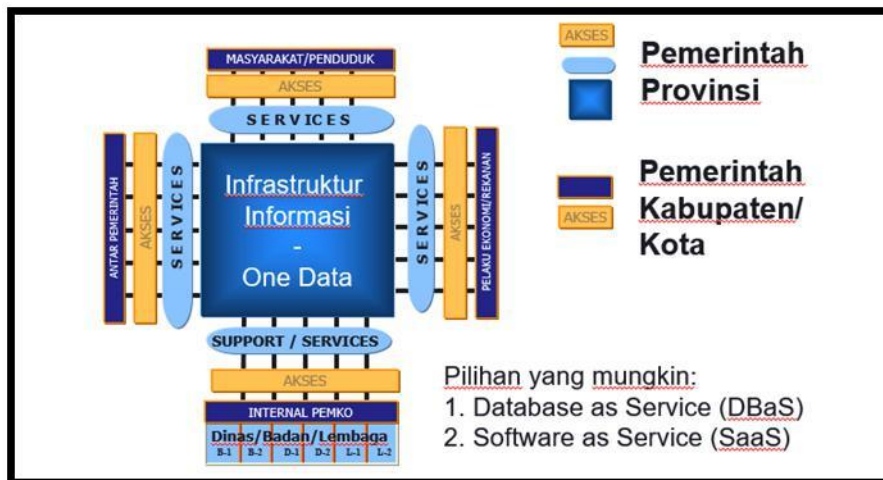 MASYARAKAT/PENDUDUK
AKSES
SERVICES
ANTAR PEMERINTAH
AKSES
SERVICES
Infrastruktur
Informasi
-
One Data
SERVICES
AKSES
PELAKU EKONOMI/REKANAN
SUPPORT / SERVICES
AKSES
INTERNAL PEMKO
Dinas/Badan/Lembaga
B-1 B-2 D-1 D-2 L-1 L-2
AKSES
Pemerintah
Provinsi
Pemerintah
AKSES
Kabupaten/
Kota
Pilihan yang mungkin:
1. Database as Service (DBaS)
2. Software as Service (SaaS)